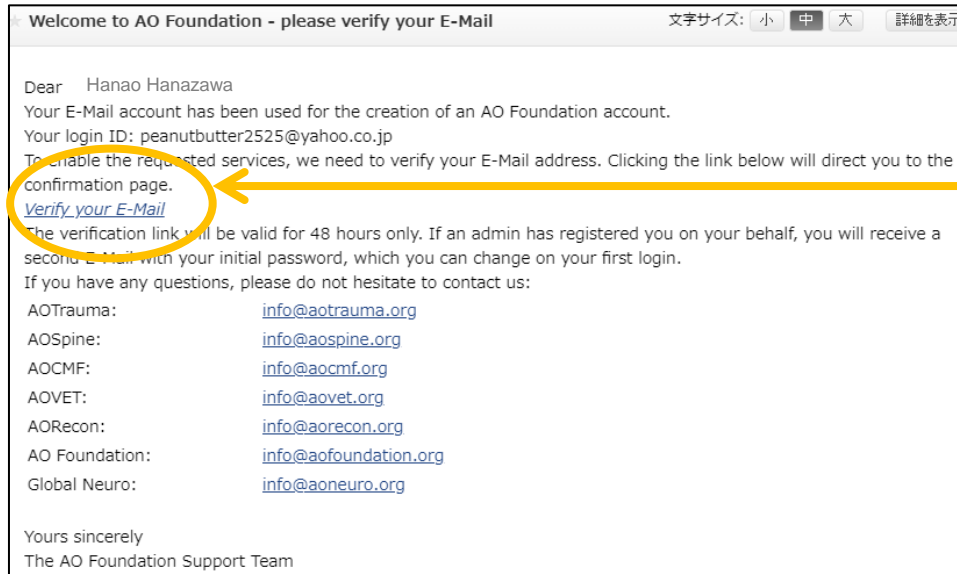 Welcome to AO Foundation - please verify your E-Mail 文字サイズ: 小 中 大 詳細を表示
Dear Hanao Hanazawa
Your E-Mail account has been used for the creation of an AO Foundation account.
Your login ID: peanutbutter2525@yahoo.co.jp
To enable the requested services, we need to verify your E-Mail address. Clicking the link below will direct you to the
confirmation page.
Verify your E-Mail
The verification link will be valid for 48 hours only. If an admin has registered you on your behalf, you will receive a
second E-Mail with your initial password, which you can change on your first login.
If you have any questions, please do not hesitate to contact us:
AOTrauma: info@aotrauma.org
AOSpine: info@aospine.org
AOCMF: info@aocmf.org
AOVET: info@aovet.org
AORecon: info@aorecon.org
AO Foundation: info@aofoundation.org
Global Neuro: info@aoneuro.org
Yours sincerely
The AO Foundation Support Team